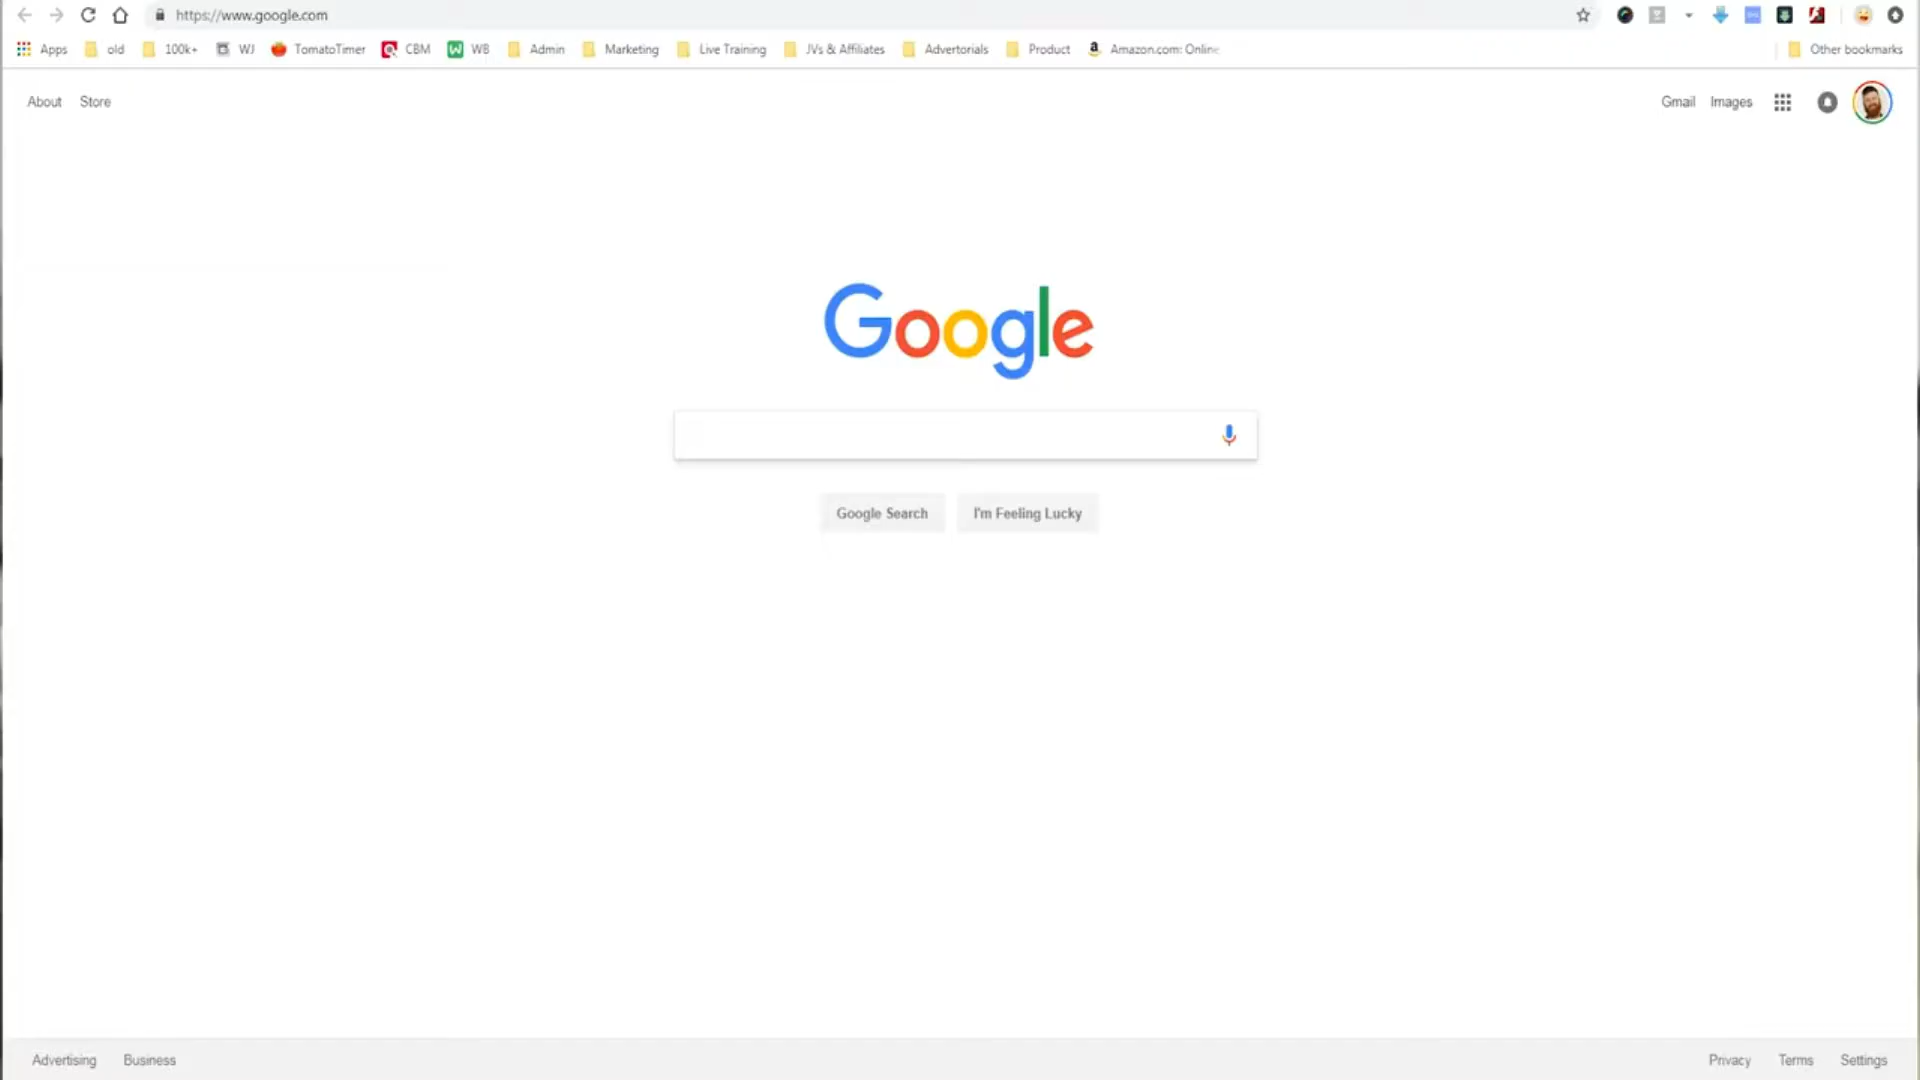 https://www.google.com
Apps old 100k+ WJ TomatoTimer CBM WB Admin Marketing Live Training JVs & Affiliates Advertorials Product Amazon.com: Online Other bookmarks
About Store Gmail Images
Google
Google Search I'm Feeling Lucky
Advertising Business Privacy Terms Settings